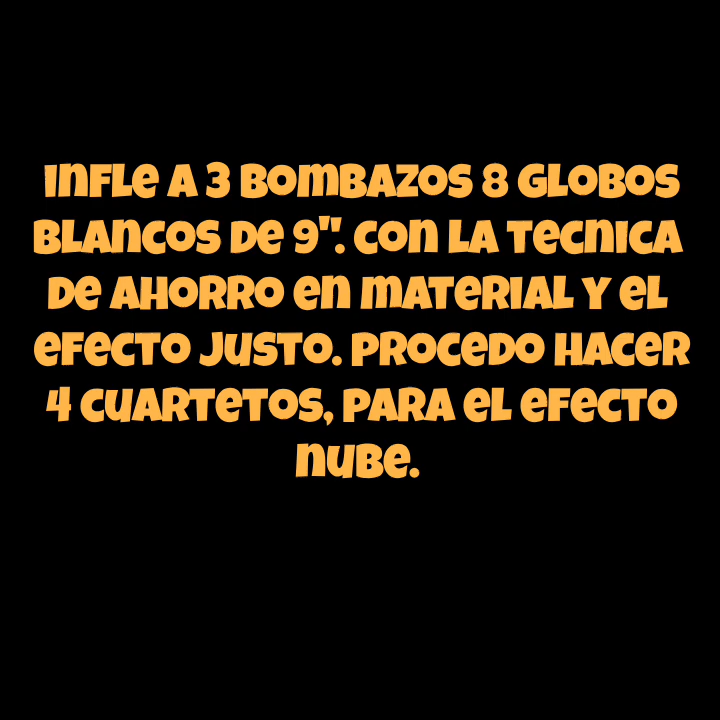 Infle a 3 bombazos 8 globos
blancos de 9". Con la tecnica
de ahorro en material y el
efecto justo. Procedo hacer
4 cuartetos, para el efecto
nube.